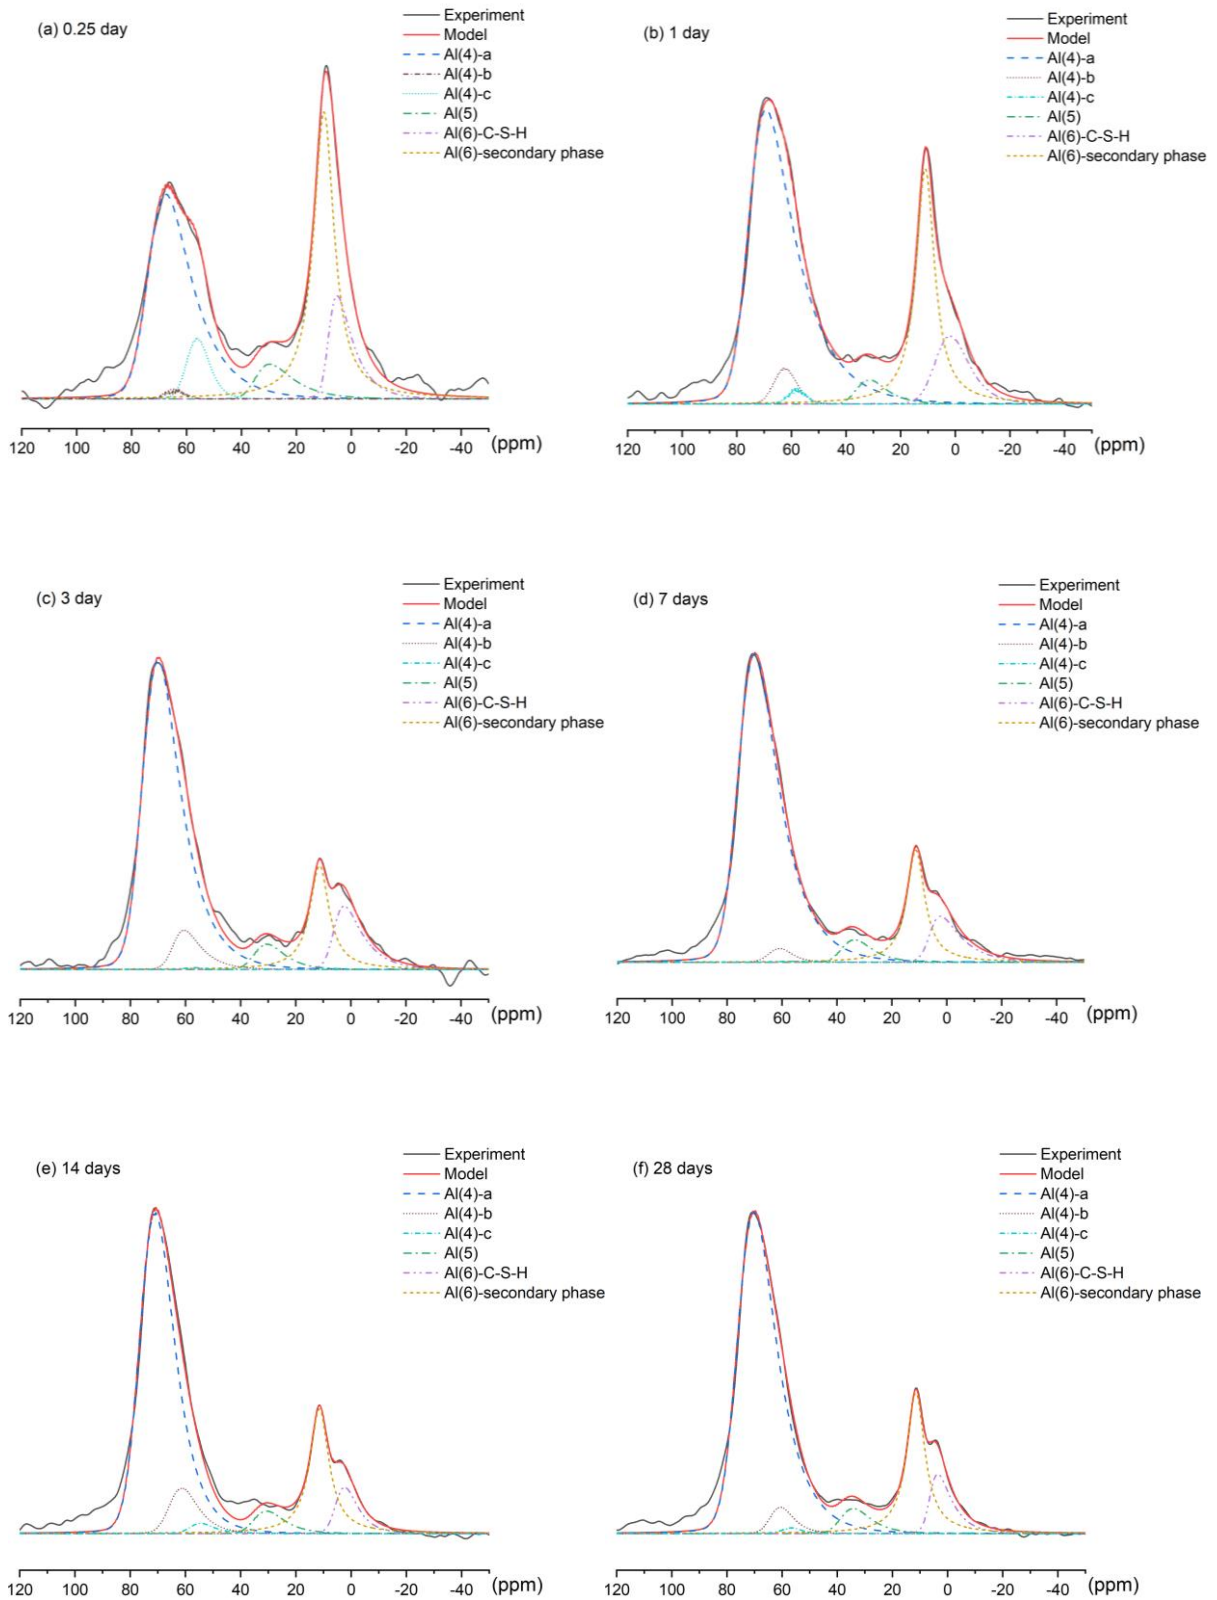 (a) 0.25 day
Experiment
Model
Al(4)-a
Al(4)-b
Al(4)-c
Al(5)
Al(6)-C-S-H
Al(6)-secondary phase
120 100 80 60 40 20 0 -20 -40 (ppm)
(b) 1 day
Experiment
Model
Al(4)-a
Al(4)-b
Al(4)-c
Al(5)
Al(6)-C-S-H
Al(6)-secondary phase
120 100 80 60 40 20 0 -20 -40 (ppm)
(c) 3 day
Experiment
Model
Al(4)-a
Al(4)-b
Al(4)-c
Al(5)
Al(6)-C-S-H
Al(6)-secondary phase
120 100 80 60 40 20 0 -20 -40 (ppm)
(d) 7 days
Experiment
Model
Al(4)-a
Al(4)-b
Al(4)-c
Al(5)
Al(6)-C-S-H
Al(6)-secondary phase
120 100 80 60 40 20 0 -20 -40 (ppm)
(e) 14 days
Experiment
Model
Al(4)-a
Al(4)-b
Al(4)-c
Al(5)
Al(6)-C-S-H
Al(6)-secondary phase
120 100 80 60 40 20 0 -20 -40 (ppm)
(f) 28 days
Experiment
Model
Al(4)-a
Al(4)-b
Al(4)-c
Al(5)
Al(6)-C-S-H
Al(6)-secondary phase
120 100 80 60 40 20 0 -20 -40 (ppm)